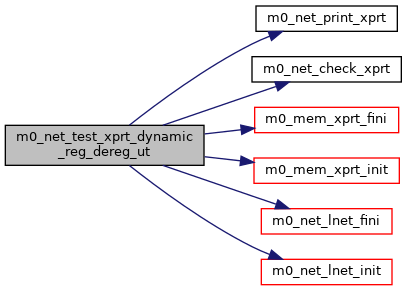 m0_net_print_xprt
m0_net_check_xprt
m0_mem_xprt_fini
m0_net_test_xprt_dynamic
_reg_dereg_ut
m0_mem_xprt_init
m0_net_lnet_fini
m0_net_lnet_init